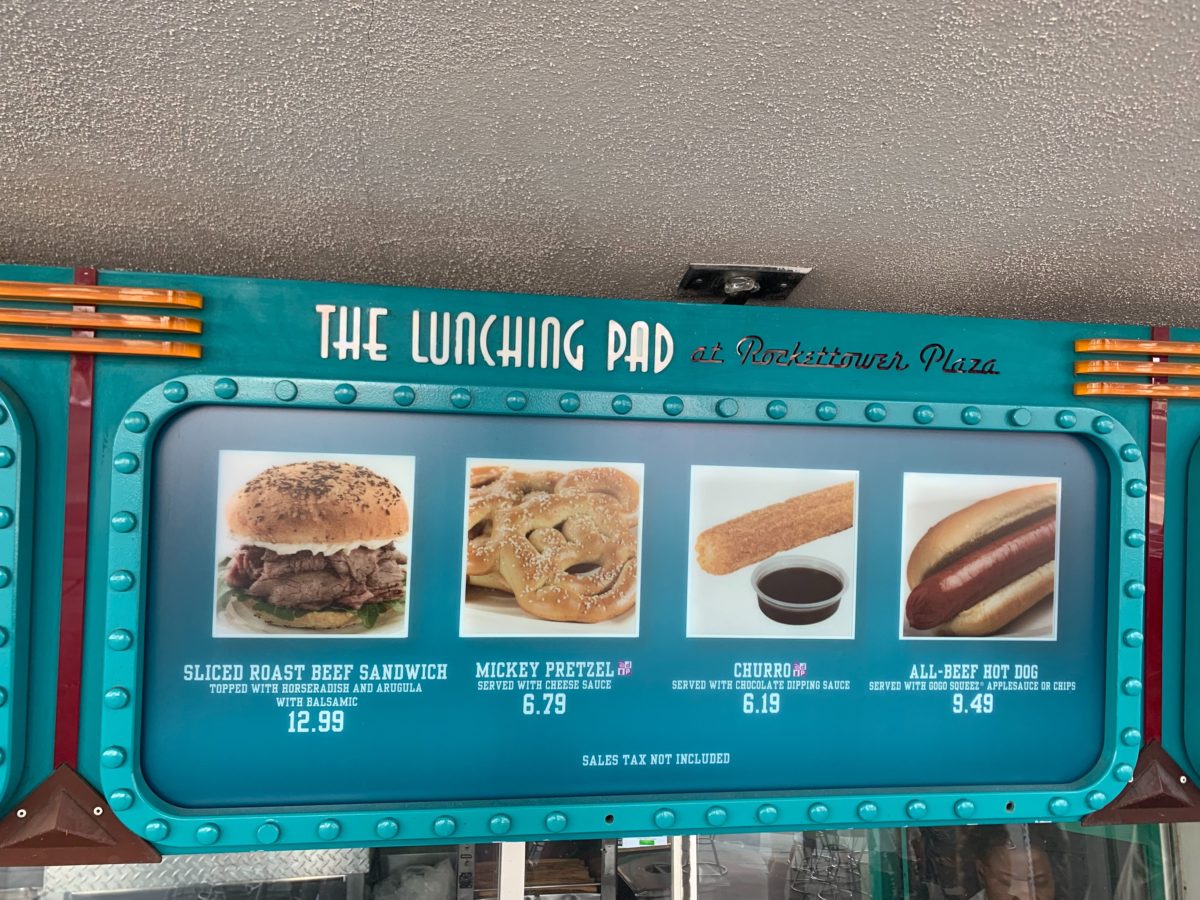 THE LUNCHING PAD at Rockettower Plaza
SLICED ROAST BEEF SANDWICH
TOPPED WITH HORSERADISH AND ARUGULA
WITH BALSAMIC
12.99
MICKEY PRETZEL
SERVED WITH CHEESE SAUCE
6.79
CHURRO
SERVED WITH CHOCOLATE DIPPING SAUCE
6.19
ALL-BEEF HOT DOG
SERVED WITH GOGO SQUEEZ® APPLESAUCE OR CHIPS
9.49
SALES TAX NOT INCLUDED